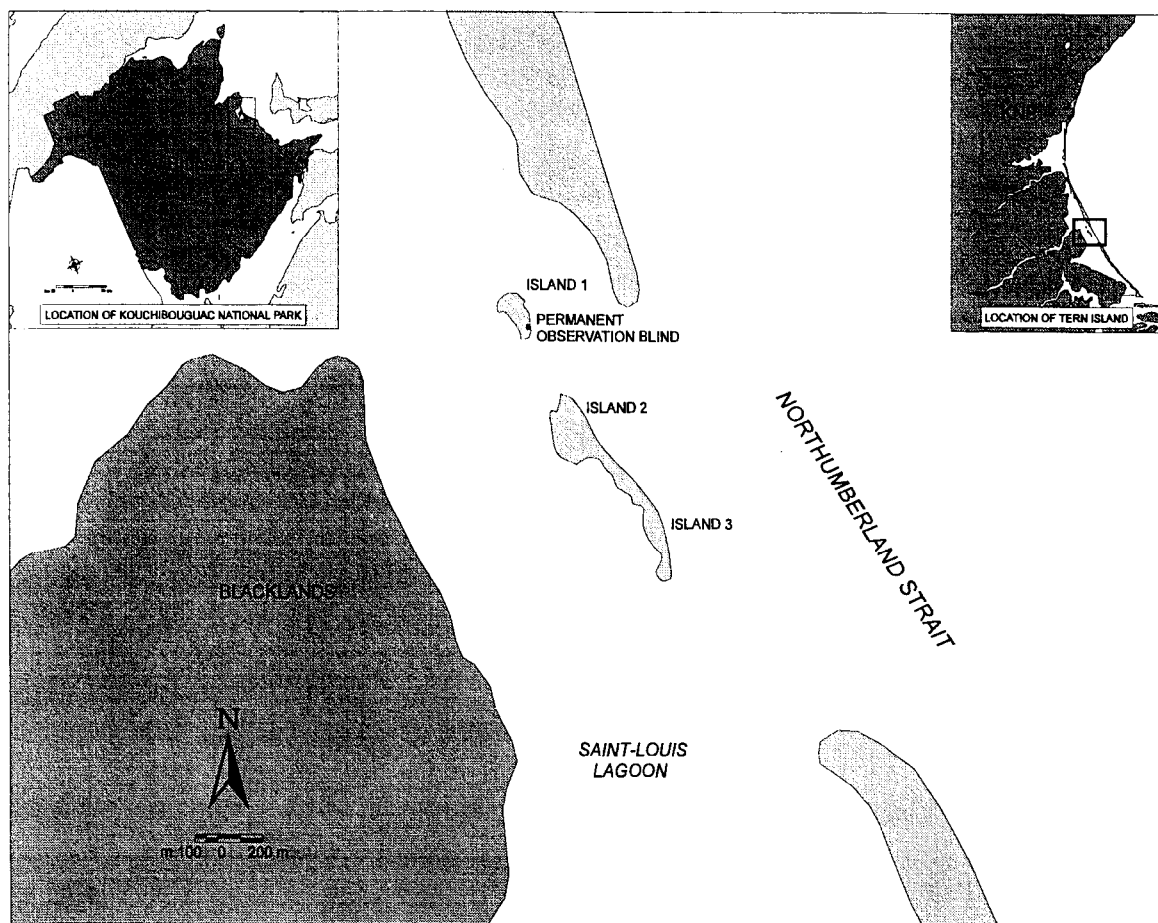 LOCATION OF KOUCHIBOUGUAC NATIONAL PARK
LOCATION OF TERN ISLAND
ISLAND 1
PERMANENT
OBSERVATION BLIND
ISLAND 2
ISLAND 3
NORTHUMBERLAND STRAIT
BLACKLANDS
N
SAINT-LOUIS
LAGOON
m 100 0 200 m